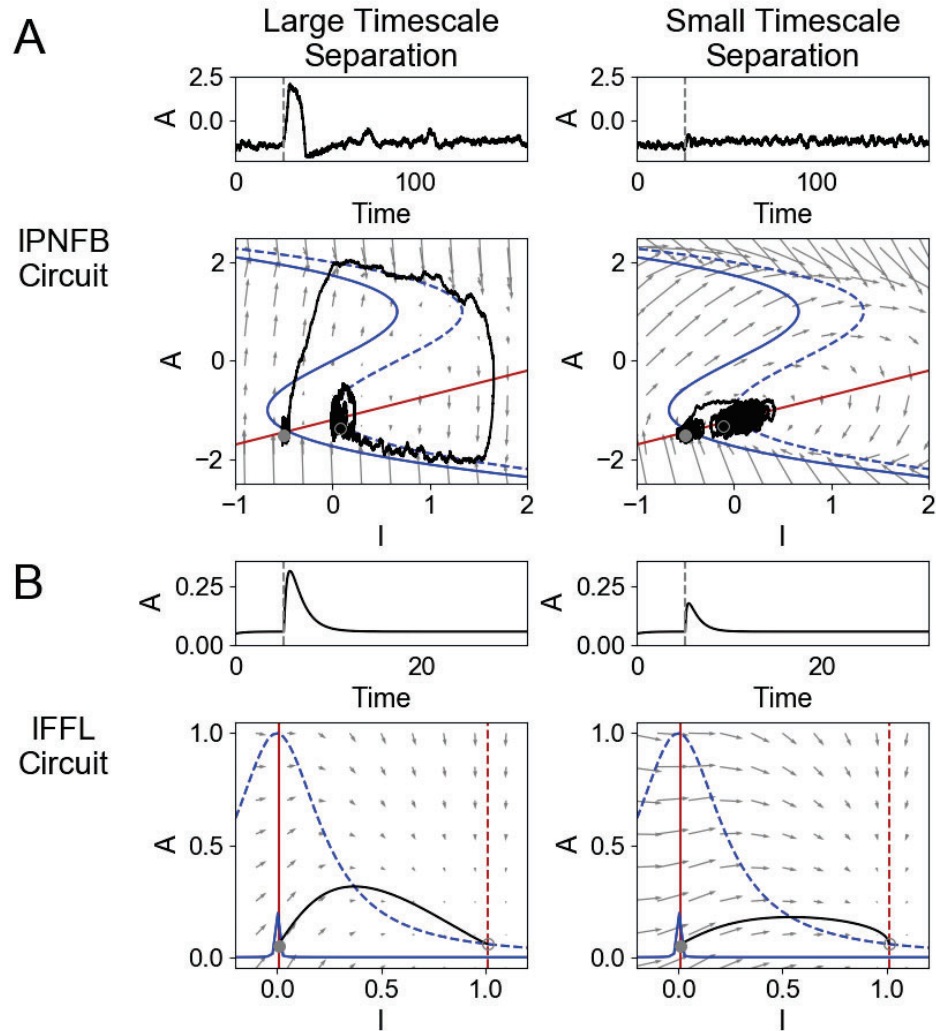 A
Large Timescale
Separation
Small Timescale
Separation
A
2.5
0.0
0
100
Time
A
2.5
0.0
0
100
Time
IPNFB
Circuit
A
2
0
−2
−1
0
1
2
I
A
2
0
−2
−1
0
1
2
I
B
A
0.25
0.00
0
20
Time
A
0.25
0.00
0
20
Time
IFFL
Circuit
A
1.0
0.5
0.0
0.0
0.5
1.0
I
A
1.0
0.5
0.0
0.0
0.5
1.0
I